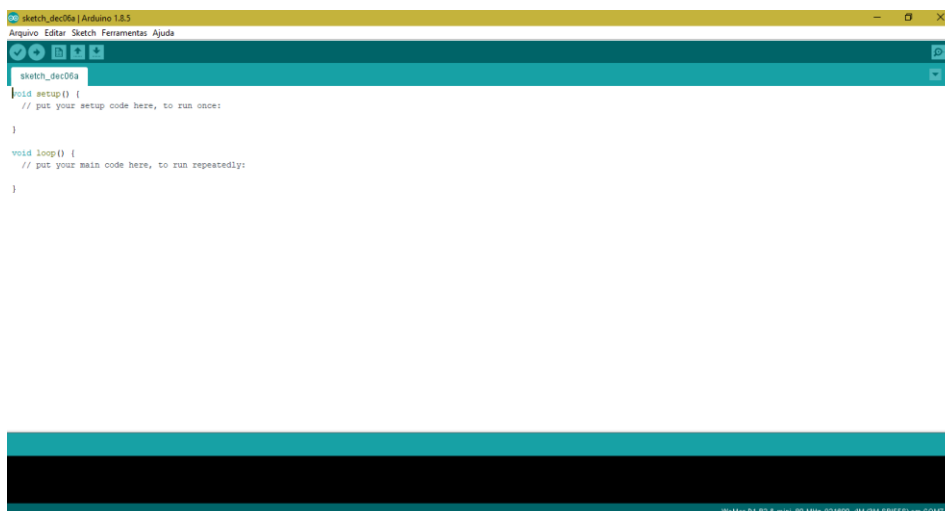 sketch_dec06a | Arduino 1.8.5
Arquivo Editar Sketch Ferramentas Ajuda
sketch_dec06a
void setup() {
// put your setup code here, to run once:
}
void loop() {
// put your main code here, to run repeatedly:
}